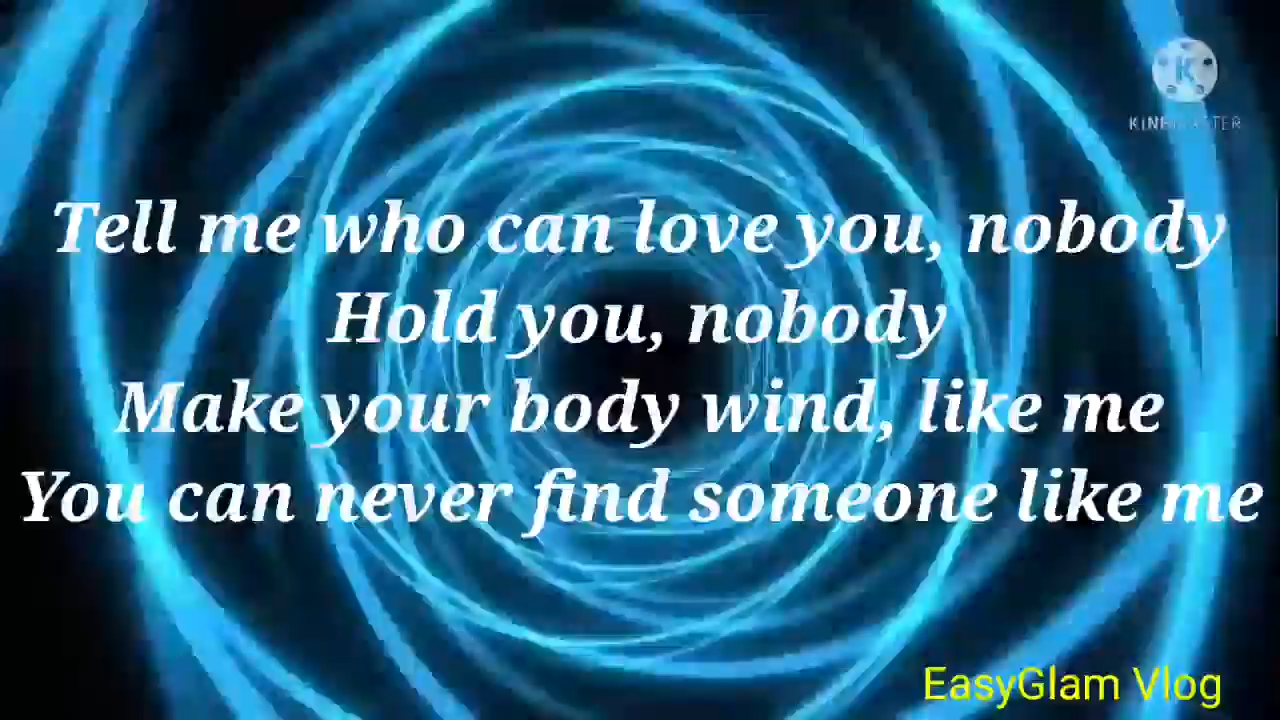 K
KINEMASTER
Tell me who can love you, nobody
Hold you, nobody
Make your body wind, like me
You can never find someone like me
EasyGlam Vlog